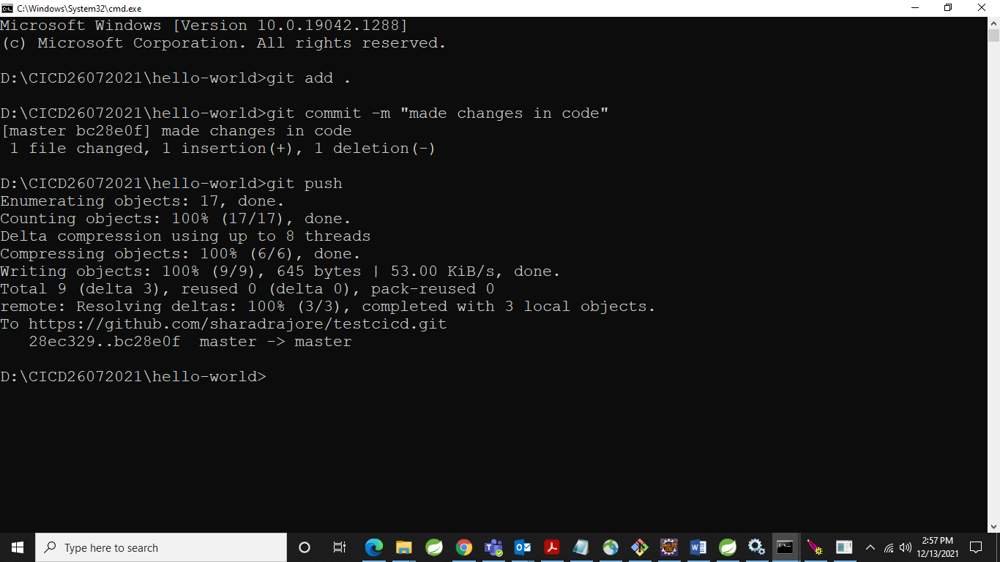 C:\Windows\System32\cmd.exe
Microsoft Windows [Version 10.0.19042.1288]
(c) Microsoft Corporation. All rights reserved.
D:\CICD26072021\hello-world>git add .
D:\CICD26072021\hello-world>git commit -m "made changes in code"
[master bc28e0f] made changes in code
 1 file changed, 1 insertion(+), 1 deletion(-)
D:\CICD26072021\hello-world>git push
Enumerating objects: 17, done.
Counting objects: 100% (17/17), done.
Delta compression using up to 8 threads
Compressing objects: 100% (6/6), done.
Writing objects: 100% (9/9), 645 bytes | 53.00 KiB/s, done.
Total 9 (delta 3), reused 0 (delta 0), pack-reused 0
remote: Resolving deltas: 100% (3/3), completed with 3 local objects.
To https://github.com/sharadrajore/testcicd.git
   28ec329..bc28e0f  master -> master
D:\CICD26072021\hello-world>
Type here to search
2:57 PM
12/13/2021